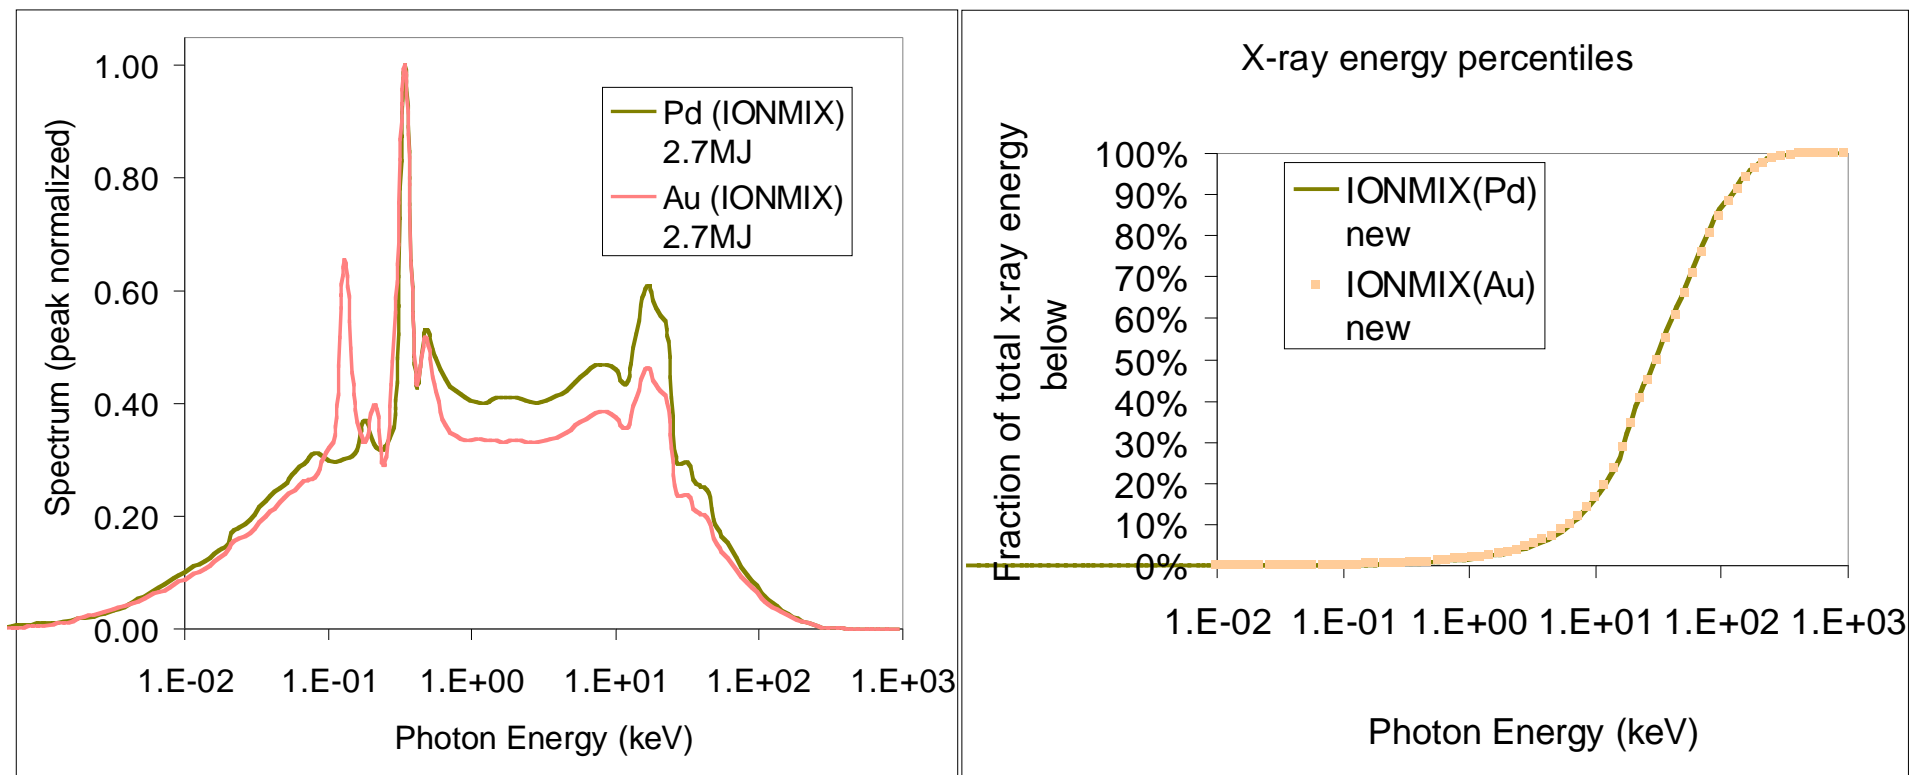 1.00
0.80
0.60
0.40
0.20
0.00
Spectrum (peak normalized)
Pd (IONMIX)
2.7MJ
Au (IONMIX)
2.7MJ
1.E-02 1.E-01 1.E+00 1.E+01 1.E+02 1.E+03
Photon Energy (keV)
X-ray energy percentiles
Fraction of total x-ray energy
below
100%
90%
80%
70%
60%
50%
40%
30%
20%
10%
0%
IONMIX(Pd)
new
IONMIX(Au)
new
1.E-02 1.E-01 1.E+00 1.E+01 1.E+02 1.E+03
Photon Energy (keV)